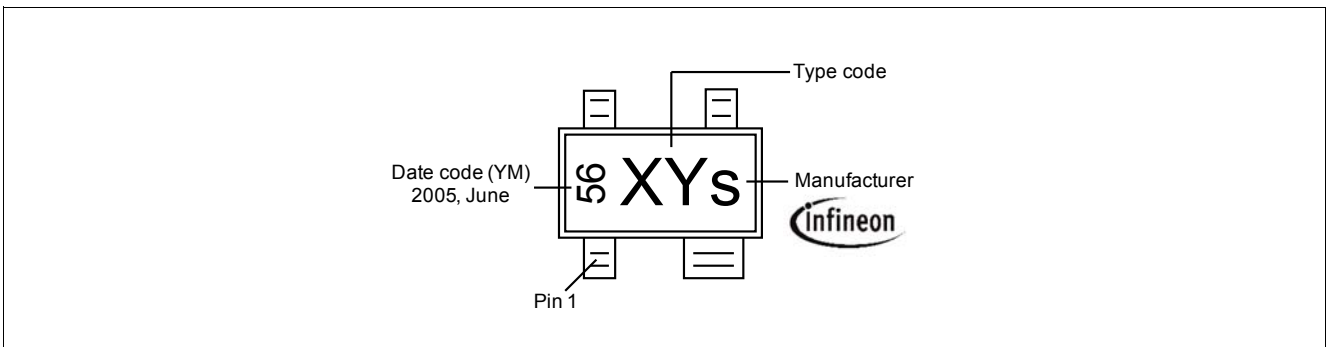 Type code
Date code (YM)
2005, June
56
XYs
Manufacturer
infineon
Pin 1